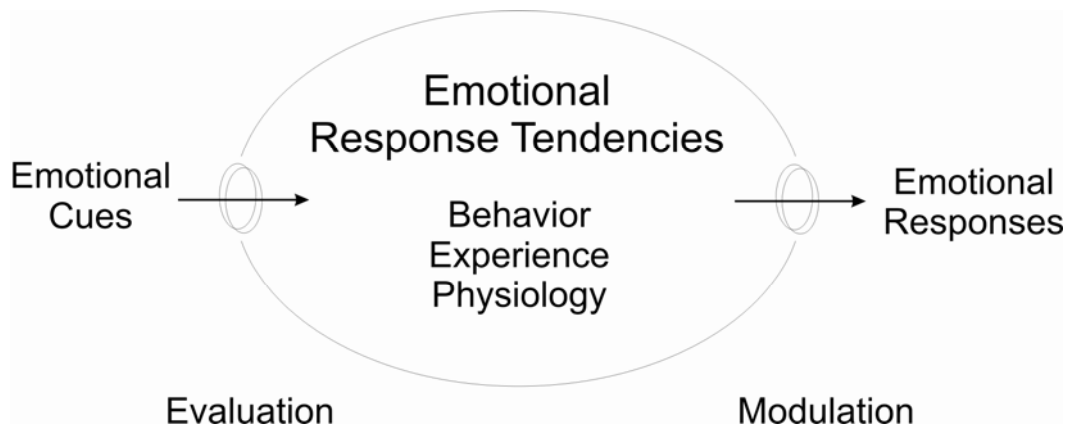 Emotional
Response Tendencies
Emotional
Cues
Behavior
Experience
Physiology
Emotional
Responses
Evaluation
Modulation